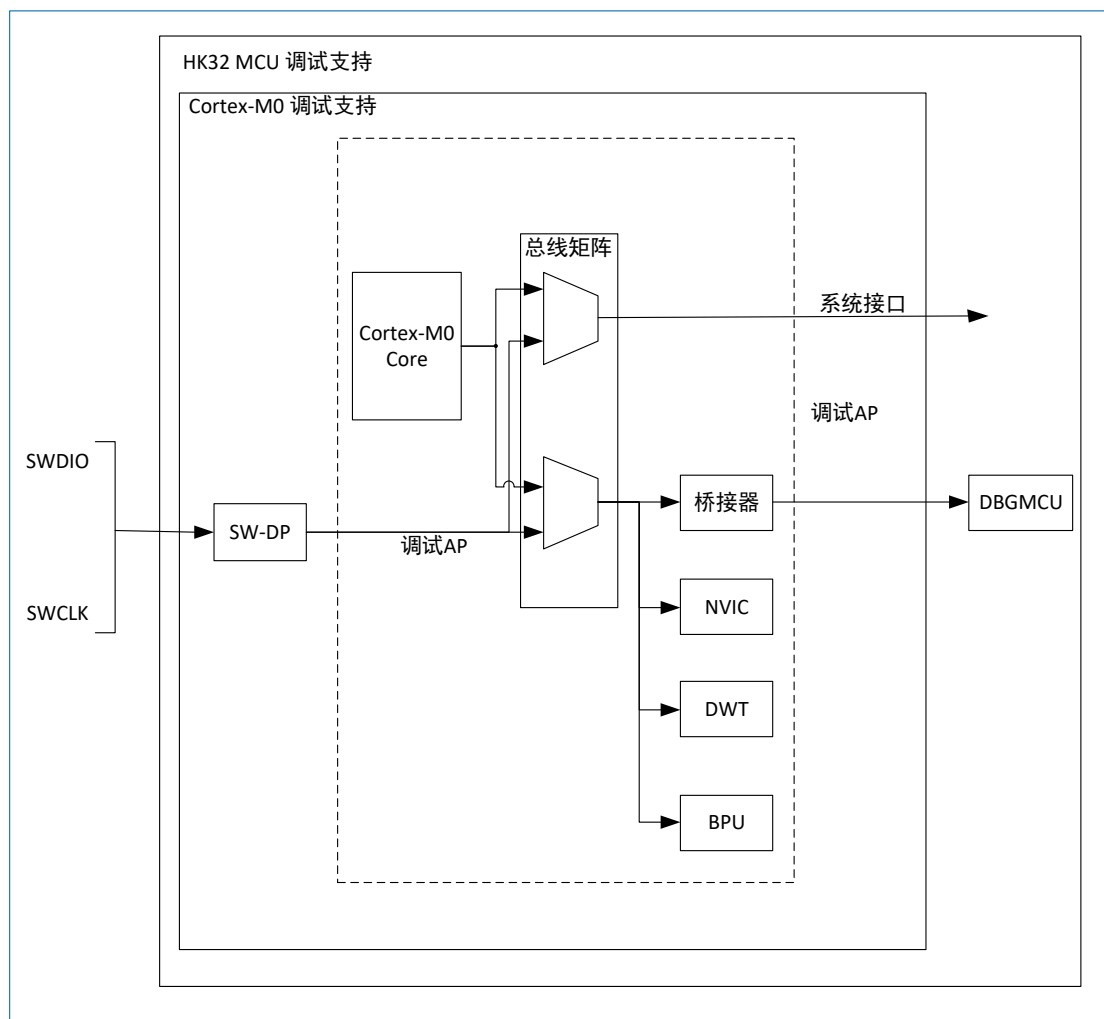 HK32 MCU 调试支持
Cortex-M0 调试支持
总线矩阵
Cortex-M0
Core
系统接口
调试AP
SWDIO
SWCLK
SW-DP
调试AP
桥接器
DBGMCU
NVIC
DWT
BPU